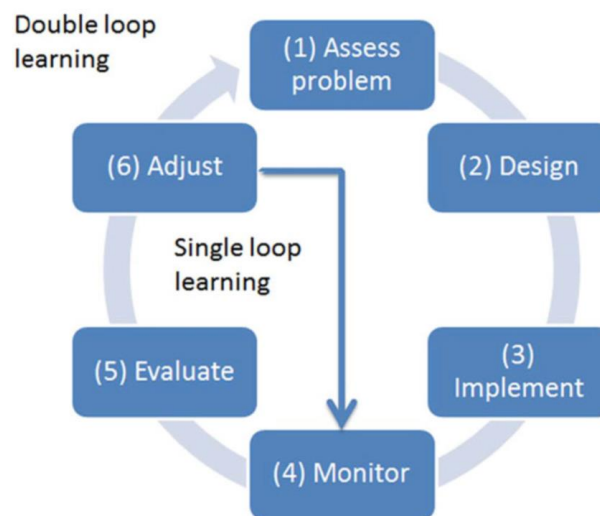 Double loop
learning
(1) Assess
problem
(2) Design
(3)
Implement
(4) Monitor
(5) Evaluate
(6) Adjust
Single loop
learning